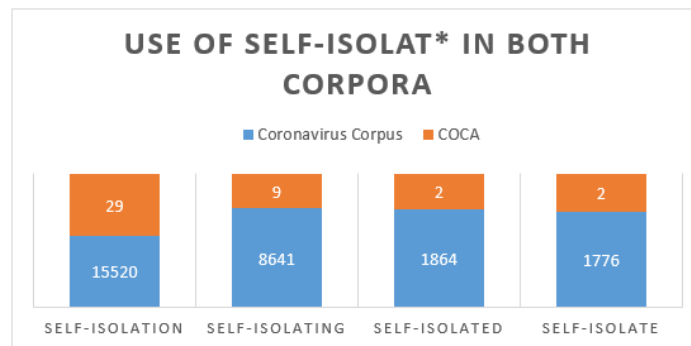 USE OF SELF-ISOLAT* IN BOTH
CORPORA
Coronavirus Corpus COCA
29 9 2 2
15520 8641 1864 1776
SELF-ISOLATION SELF-ISOLATING SELF-ISOLATED SELF-ISOLATE